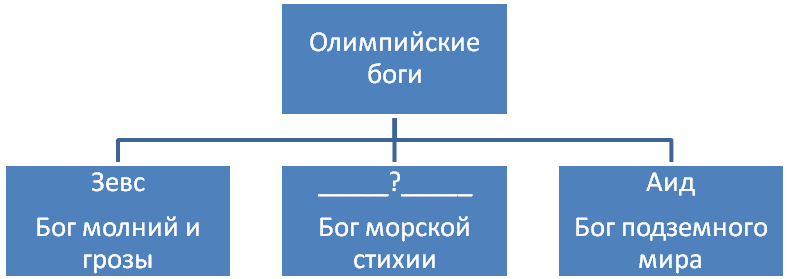 Олимпийские
боги
Зевс
Бог молний и
грозы
_____?_____
Бог морской
стихии
Аид
Бог подземного
мира